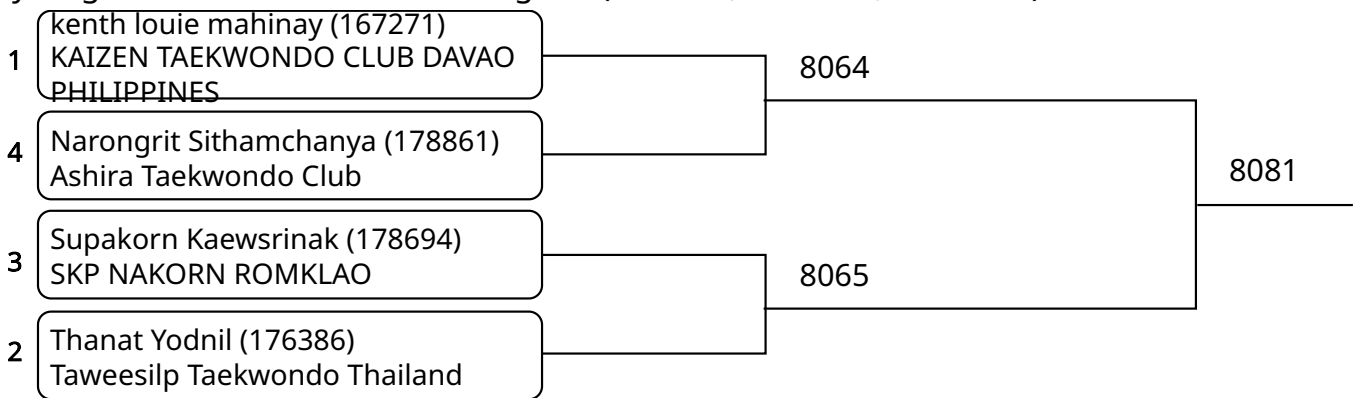 1
kenth louie mahinay (167271)
KAIZEN TAEKWONDO CLUB DAVAO
PHILIPPINES
8064
4
Narongrit Sithamchanya (178861)
Ashira Taekwondo Club
8081
3
Supakorn Kaewsrinak (178694)
SKP NAKORN ROMKLAO
8065
2
Thanat Yodnil (176386)
Taweesilp Taekwondo Thailand